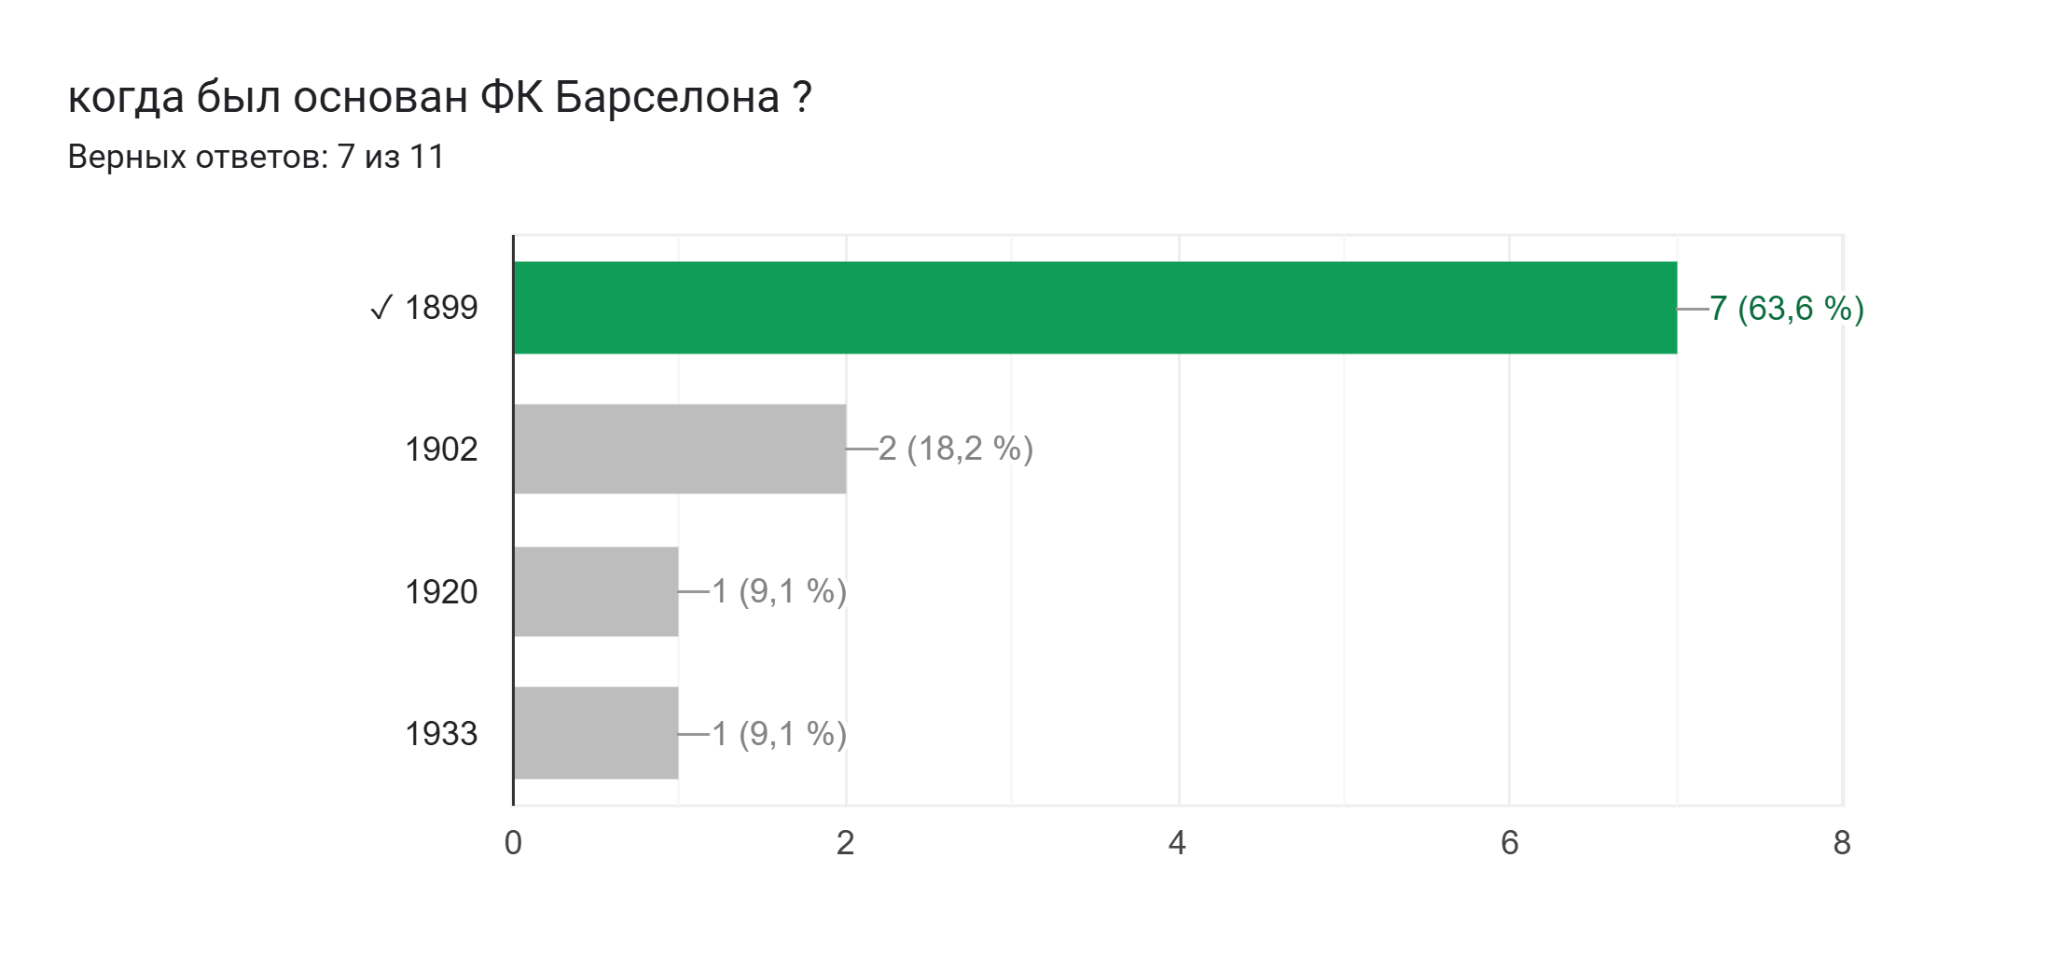 когда был основан ФК Барселона ?
Верных ответов: 7 из 11
✓ 1899
7 (63,6 %)
1902
2 (18,2 %)
1920
1 (9,1 %)
1933
1 (9,1 %)
0 2 4 6 8